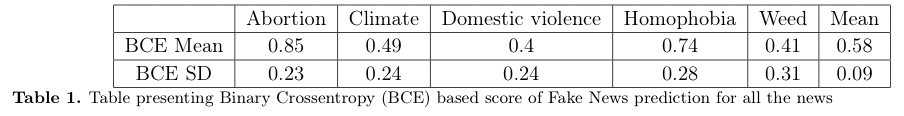 Abortion Climate Domestic violence Homophobia Weed Mean
BCE Mean 0.85 0.49 0.4 0.74 0.41 0.58
BCE SD 0.23 0.24 0.24 0.28 0.31 0.09
Table 1. Table presenting Binary Crossentropy (BCE) based score of Fake News prediction for all the news